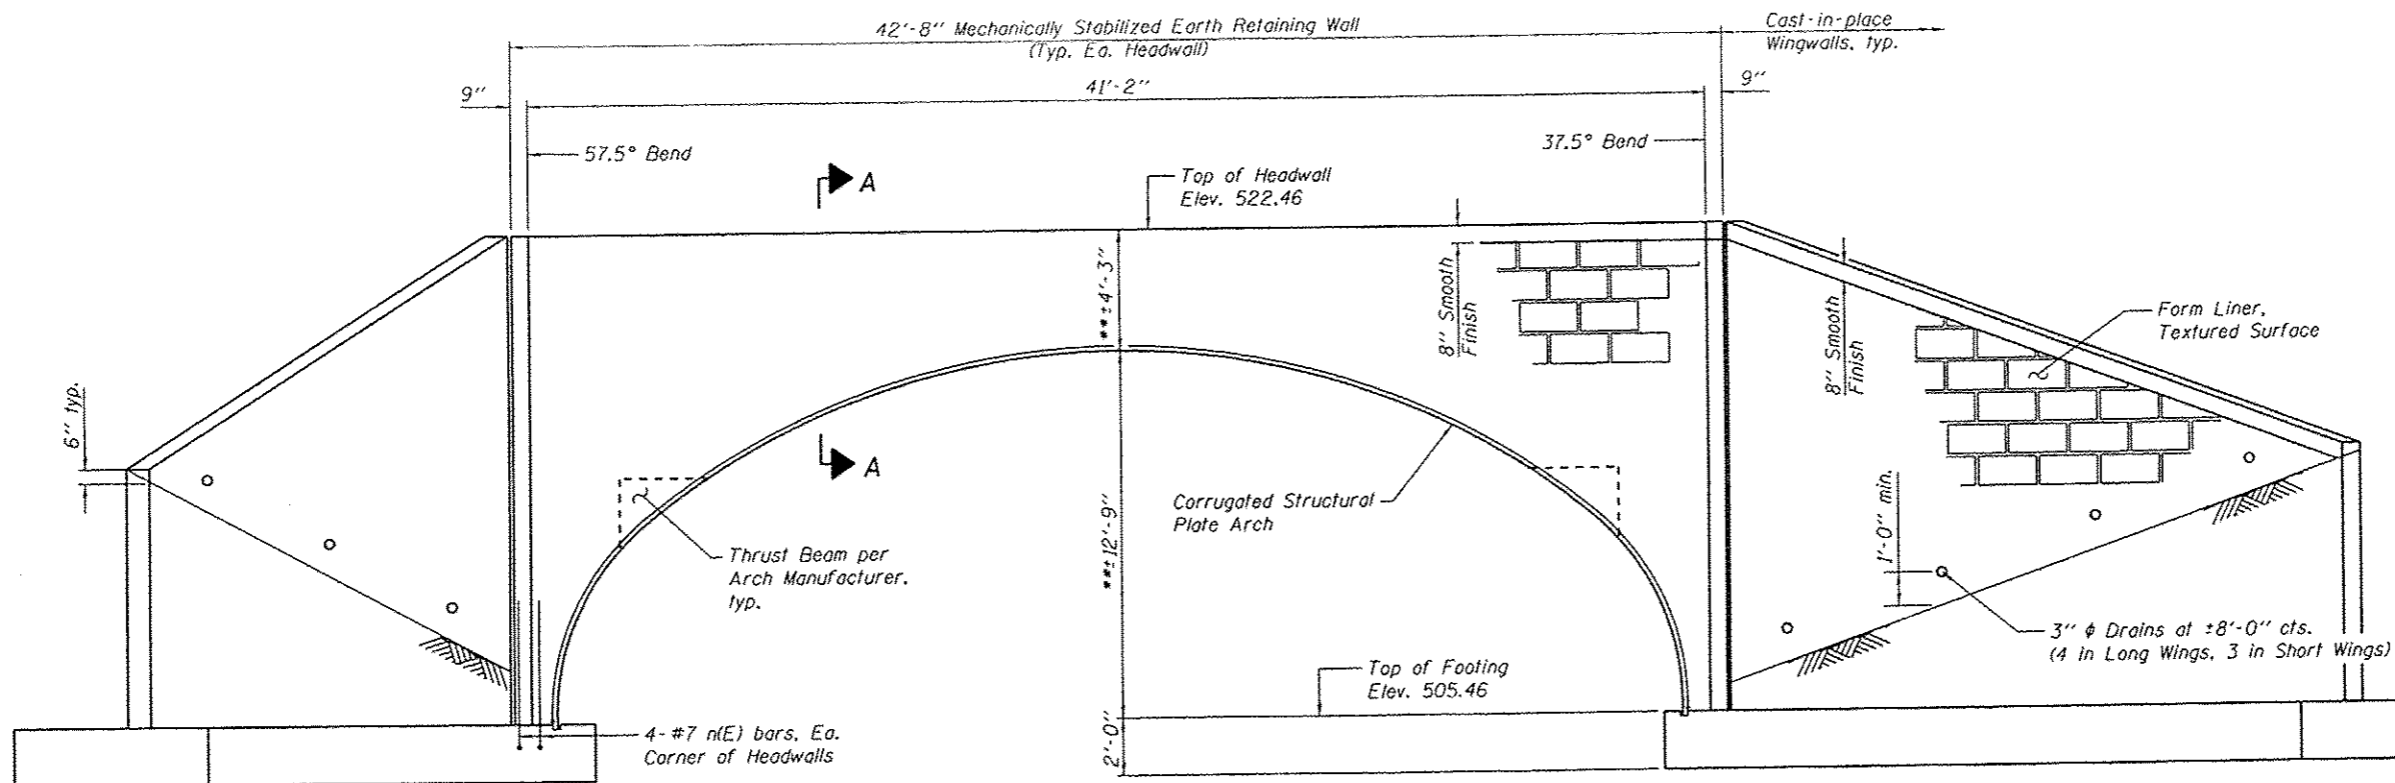 42'-8" Mechanically Stabilized Earth Retaining Wall
(Typ. Ea. Headwall)
Cast-in-place
Wingwalls, typ.
9"
41'-2"
9"
57.5° Bend
37.5° Bend
A
Top of Headwall
Elev. 522.46
**±4'-3"
8" Smooth
Finish
8" Smooth
Finish
Form Liner,
Textured Surface
6" typ.
A
Corrugated Structural
Plate Arch
**±12'-9"
1'-0" min.
Thrust Beam per
Arch Manufacturer,
typ.
3" ϕ Drains at ±8'-0" cts.
(4 in Long Wings, 3 in Short Wings)
Top of Footing
Elev. 505.46
4-#7 n(E) bars, Ea.
Corner of Headwalls
2'-0"